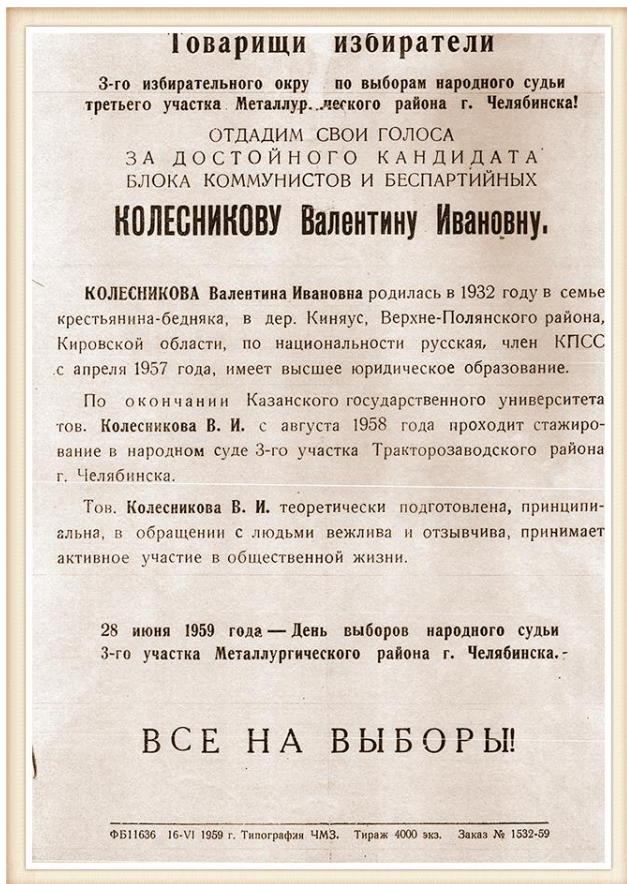 Товарищи избиратели
3-го избирательного окру по выборам народного судьи
третьего участка Металлур..ческого района г. Челябинска!
ОТДАДИМ СВОИ ГОЛОСА
ЗА ДОСТОЙНОГО КАНДИДАТА
БЛОКА КОММУНИСТОВ И БЕСПАРТИЙНЫХ
КОЛЕСНИКОВУ Валентину Ивановну.
КОЛЕСНИКОВА Валентина Ивановна родилась в 1932 году в семье
крестьянина-бедняка, в дер. Киняус, Верхне-Полянского района,
Кировской области, по национальности русская, член КПСС
с апреля 1957 года, имеет высшее юридическое образование.
По окончании Казанского государственного университета
тов. Колесникова В. И. с августа 1958 года проходит стажиро-
вание в народном суде 3-го участка Тракторозаводского района
г. Челябинска.
Тов. Колесникова В. И. теоретически подготовлена, принципи-
альна, в обращении с людьми вежлива и отзывчива, принимает
активное участие в общественной жизни.
28 июня 1959 года — День выборов народного судьи
3-го участка Металлургического района г. Челябинска.
ВСЕ НА ВЫБОРЫ!
ФБ11636 16-VI 1959 г. Типография ЧМЗ. Тираж 4000 экз. Заказ № 1532-59